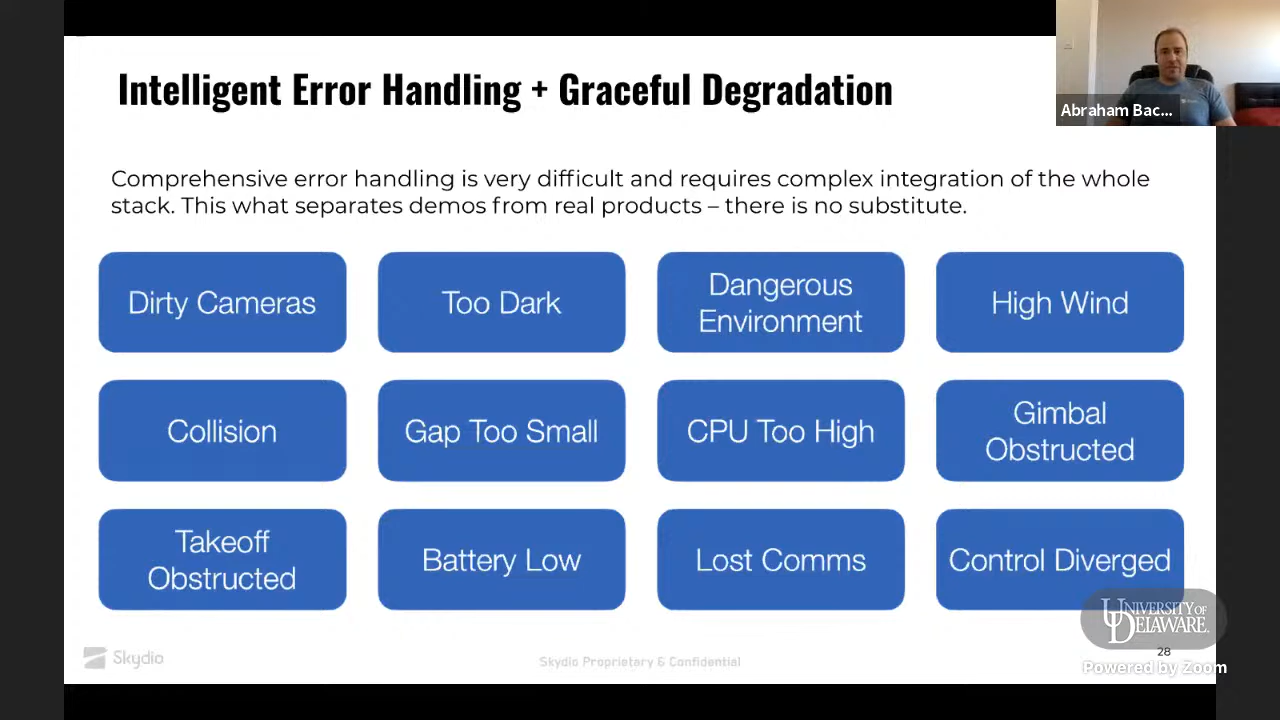 Intelligent Error Handling + Graceful Degradation
Abraham Bac...
Comprehensive error handling is very difficult and requires complex integration of the whole
stack. This what separates demos from real products – there is no substitute.
Dirty Cameras
Too Dark
Dangerous
Environment
High Wind
Collision
Gap Too Small
CPU Too High
Gimbal
Obstructed
Takeoff
Obstructed
Battery Low
Lost Comms
Control Diverged
Skydio
Skydio Proprietary & Confidential
UNIVERSITY OF
DELAWARE
28
Powered by Zoom